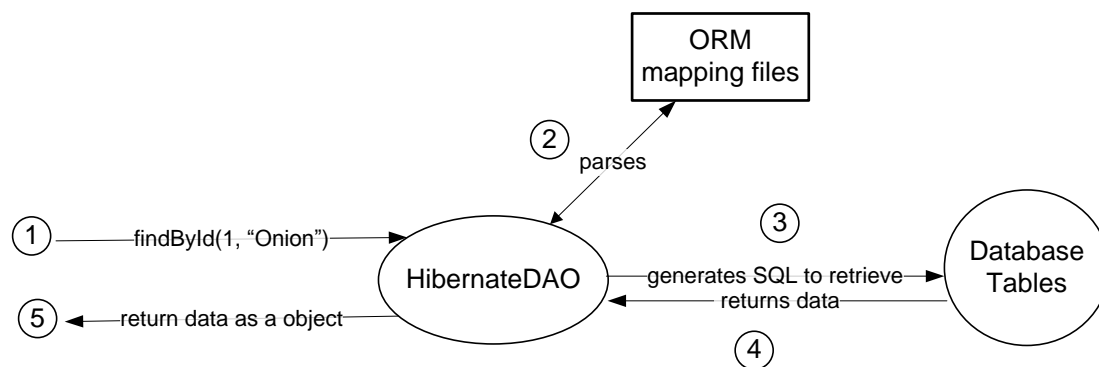 ORM
mapping files
2
parses
3
1
findById(1, “Onion”)
HibernateDAO
generates SQL to retrieve
returns data
Database
Tables
5
return data as a object
4